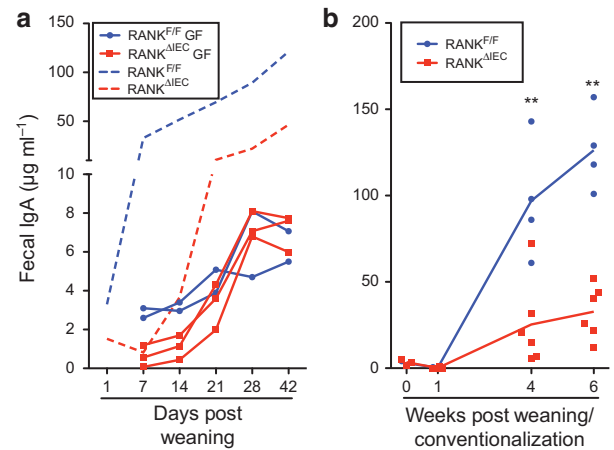 a
RANK^F/F GF
RANK^ΔIEC GF
RANK^F/F
RANK^ΔIEC
150
100
50
8
6
4
2
0
Fecal IgA (µg ml⁻¹)
1 7 14 21 28 42
Days post
weaning
b
RANK^F/F
RANK^ΔIEC
200
150
100
50
0
**
**
0 1 4 6
Weeks post weaning/
conventionalization